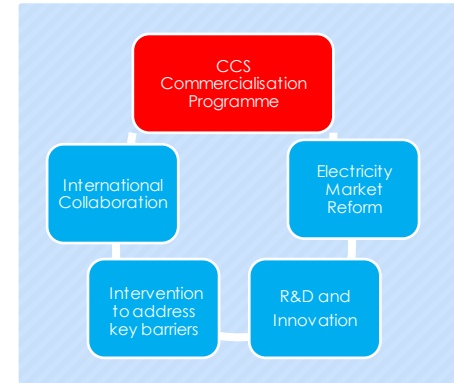 CCS
Commercialisation
Programme
Electricity
Market
Reform
International
Collaboration
Intervention
to address
key barriers
R&D and
Innovation